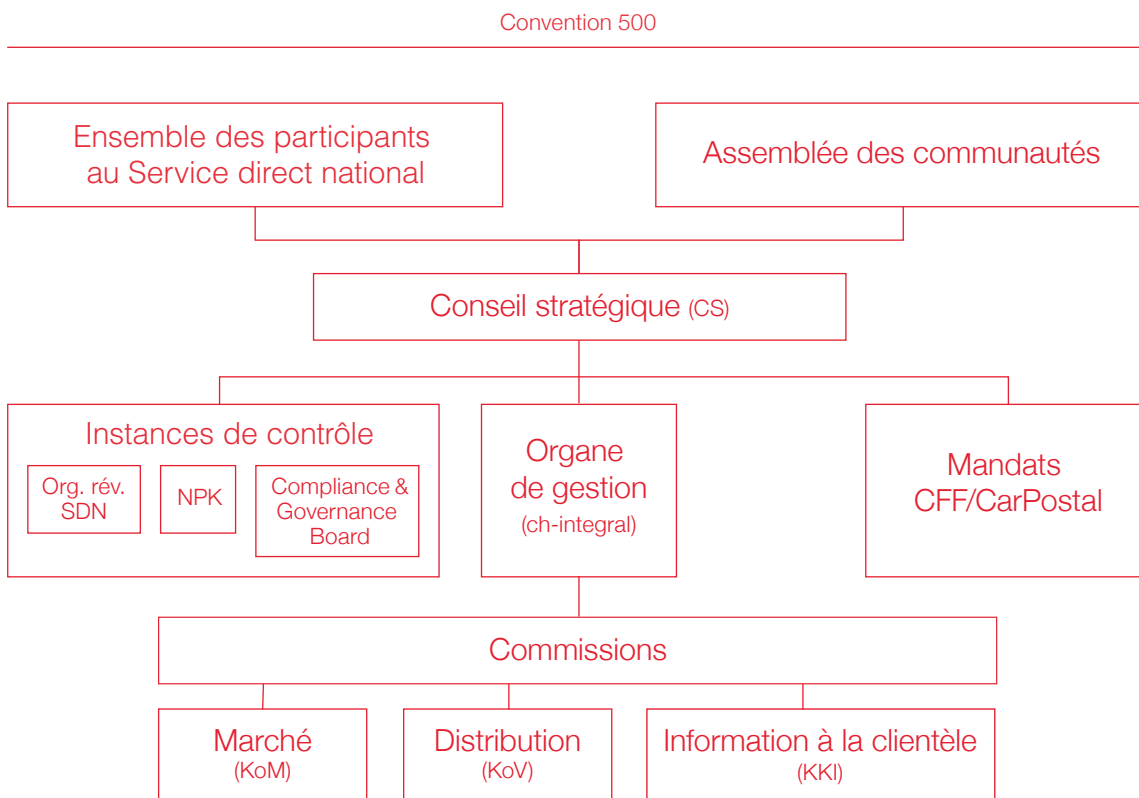 Convention 500
Ensemble des participants
au Service direct national
Assemblée des communautés
Conseil stratégique (CS)
Instances de contrôle
Org. rév.
SDN
NPK
Compliance &
Governance
Board
Organe
de gestion
(ch-integral)
Mandats
CFF/CarPostal
Commissions
Marché
(KoM)
Distribution
(KoV)
Information à la clientèle
(KKI)